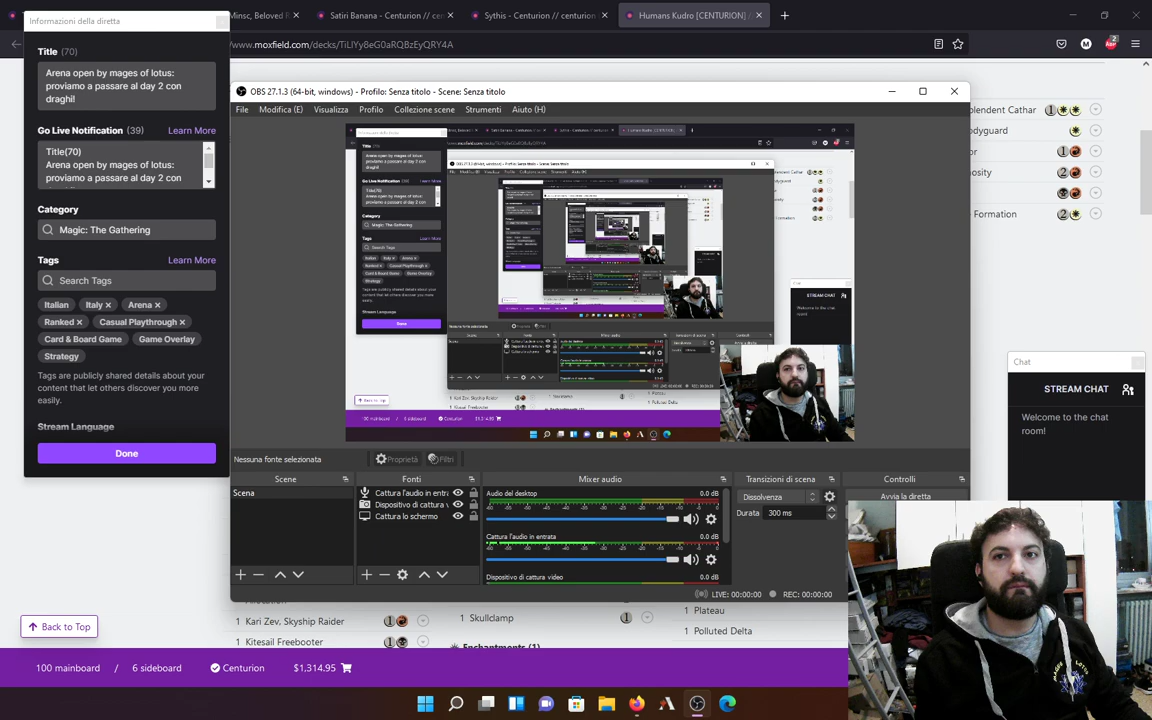 Minsc, Beloved R
Satiri Banana - Centurion // cen
Sythis - Centurion // centurion
Humans Kudro [CENTURION] /
www.moxfield.com/decks/TiLlYy8eG0aRQBzEyQRY4A
Informazioni della diretta
Title (70)
Arena open by mages of lotus:
proviamo a passare al day 2 con
draghi!
Go Live Notification (39)
Learn More
Title(70)
Arena open by mages of lotus:
proviamo a passare al day 2 con
Category
Magic: The Gathering
Tags
Learn More
Search Tags
Italian
Italy ×
Arena ×
Ranked ×
Casual Playthrough ×
Card & Board Game
Game Overlay
Strategy
Tags are publicly shared details about your
content that let others discover you more
easily.
Stream Language
Done
OBS 27.1.3 (64-bit, windows) - Profilo: Senza titolo - Scene: Senza titolo
File
Modifica (E)
Visualizza
Profilo
Collezione scene
Strumenti
Aiuto (H)
Nessuna fonte selezionata
Proprietà
Filtri
Scene
Fonti
Mixer audio
Transizioni di scena
Controlli
Scena
Cattura l'audio in entra
Dispositivo di cattura v
Cattura lo schermo
Audio del desktop
0.0 dB
Cattura l'audio in entrata
0.0 dB
Dispositivo di cattura video
0.0 dB
Dissolvenza
Durata
300 ms
Avvia la diretta
LIVE: 00:00:00
REC: 00:00:00
Chat
STREAM CHAT
Welcome to the chat
room!
Cathar
Formation
1 Kari Zev, Skyship Raider
1 Kitesail Freebooter
1 Skullclamp
Enchantments (1)
1 Plateau
1 Polluted Delta
Back to Top
100 mainboard / 6 sideboard
Centurion
$1,314.95